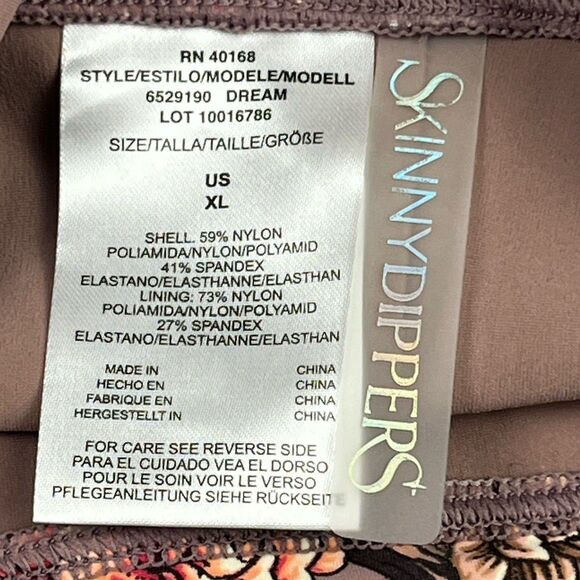 RN 40168
STYLE/ESTILO/MODELE/MODELL
6529190 DREAM
LOT 10016786
SIZE/TALLA/TAILLE/GRÖßE
US
XL
SHELL. 59% NYLON
POLIAMIDA/NYLON/POLYAMID
41% SPANDEX
ELASTANO/ELASTHANNE/ELASTHAN
LINING: 73% NYLON
POLIAMIDA/NYLON/POLYAMID
27% SPANDEX
ELASTANO/ELASTHANNE/ELASTHAN
MADE IN CHINA
HECHO EN CHINA
FABRIQUE EN CHINA
HERGESTELLT IN CHINA
FOR CARE SEE REVERSE SIDE
PARA EL CUIDADO VEA EL DORSO
POUR LE SOIN VOIR LE VERSO
PFLEGEANLEITUNG SIEHE RÜCKSEITE
SKINNYDIPPERS